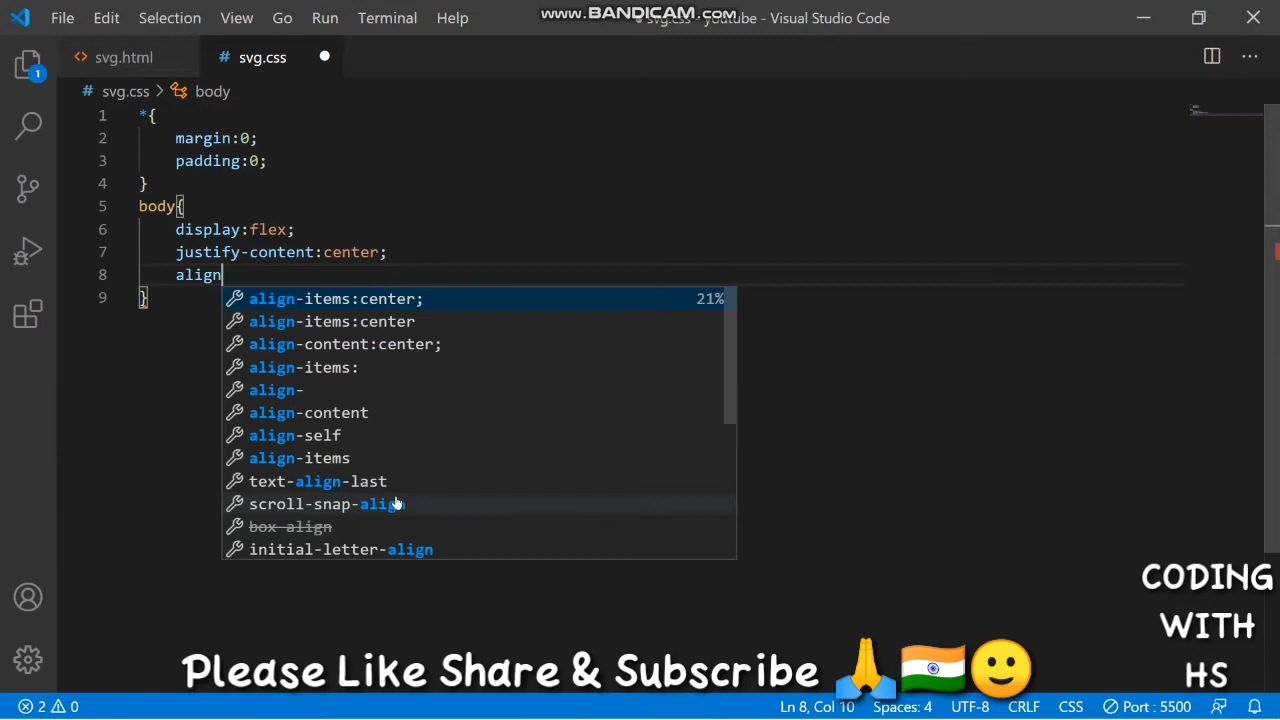 File Edit Selection View Go Run Terminal Help
www.BANDICAM.com
svg.css - youtube - Visual Studio Code
svg.html
# svg.css
1
# svg.css > body
1 *{
2 margin:0;
3 padding:0;
4 }
5 body{
6 display:flex;
7 justify-content:center;
8 align
9 }
align-items:center; 21%
align-items:center
align-content:center;
align-items:
align-
align-content
align-self
align-items
text-align-last
scroll-snap-align
box-align
initial-letter-align
CODING
WITH
HS
Please Like Share & Subscribe 🙏🇮🇳🙂
2 0 Ln 8, Col 10 Spaces: 4 UTF-8 CRLF CSS Port : 5500